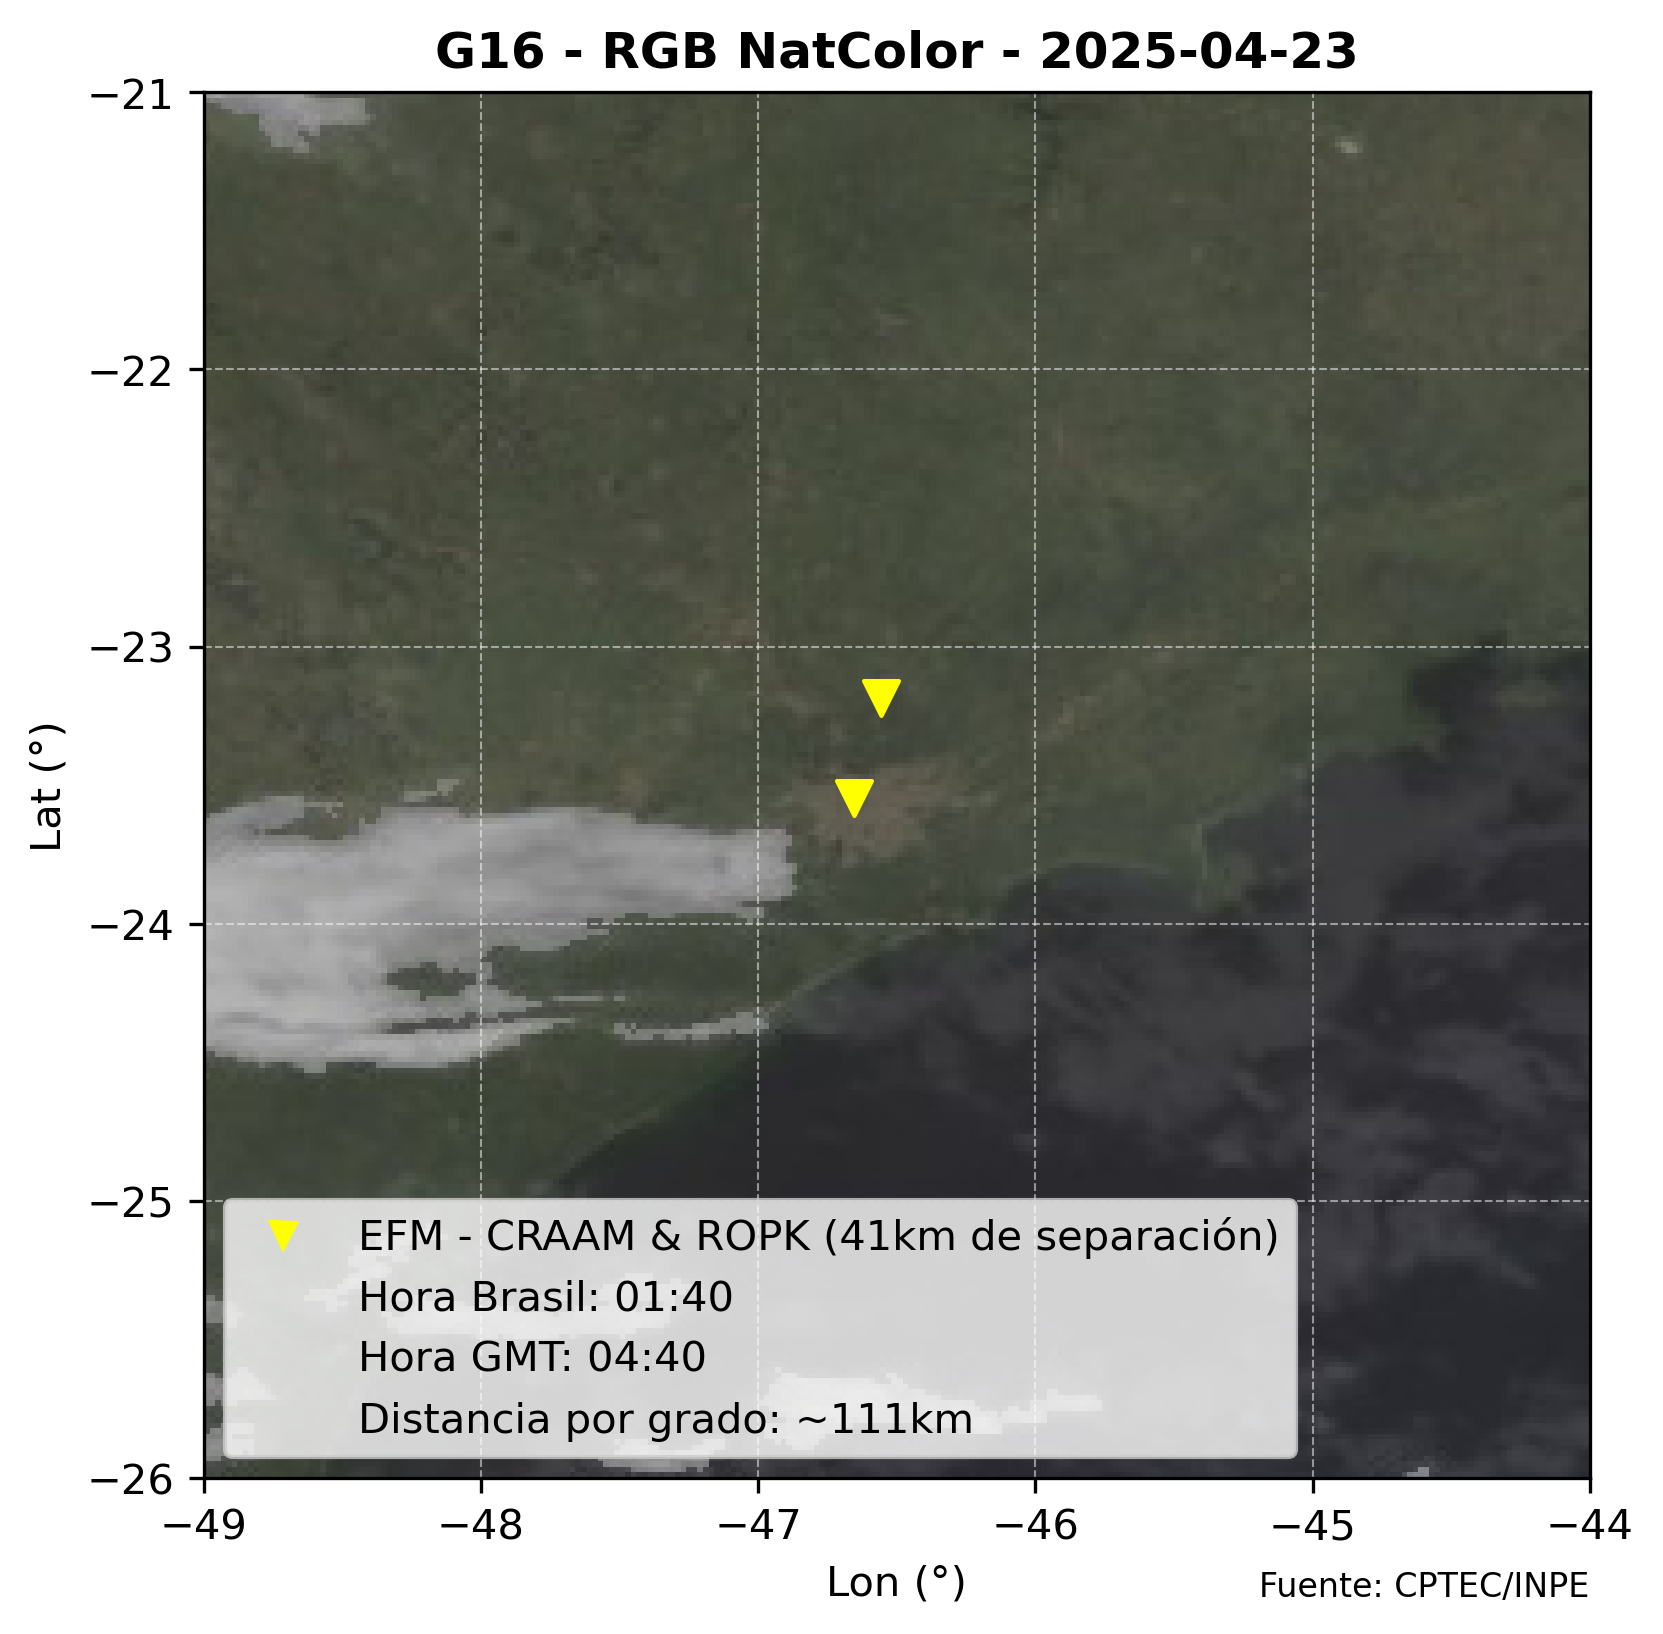 G16 - RGB NatColor - 2025-04-23
−21
−22
−23
−24
−25
−26
Lat (°)
EFM - CRAAM & ROPK (41km de separación)
Hora Brasil: 01:40
Hora GMT: 04:40
Distancia por grado: ~111km
−49 −48 −47 −46 −45 −44
Lon (°)
Fuente: CPTEC/INPE